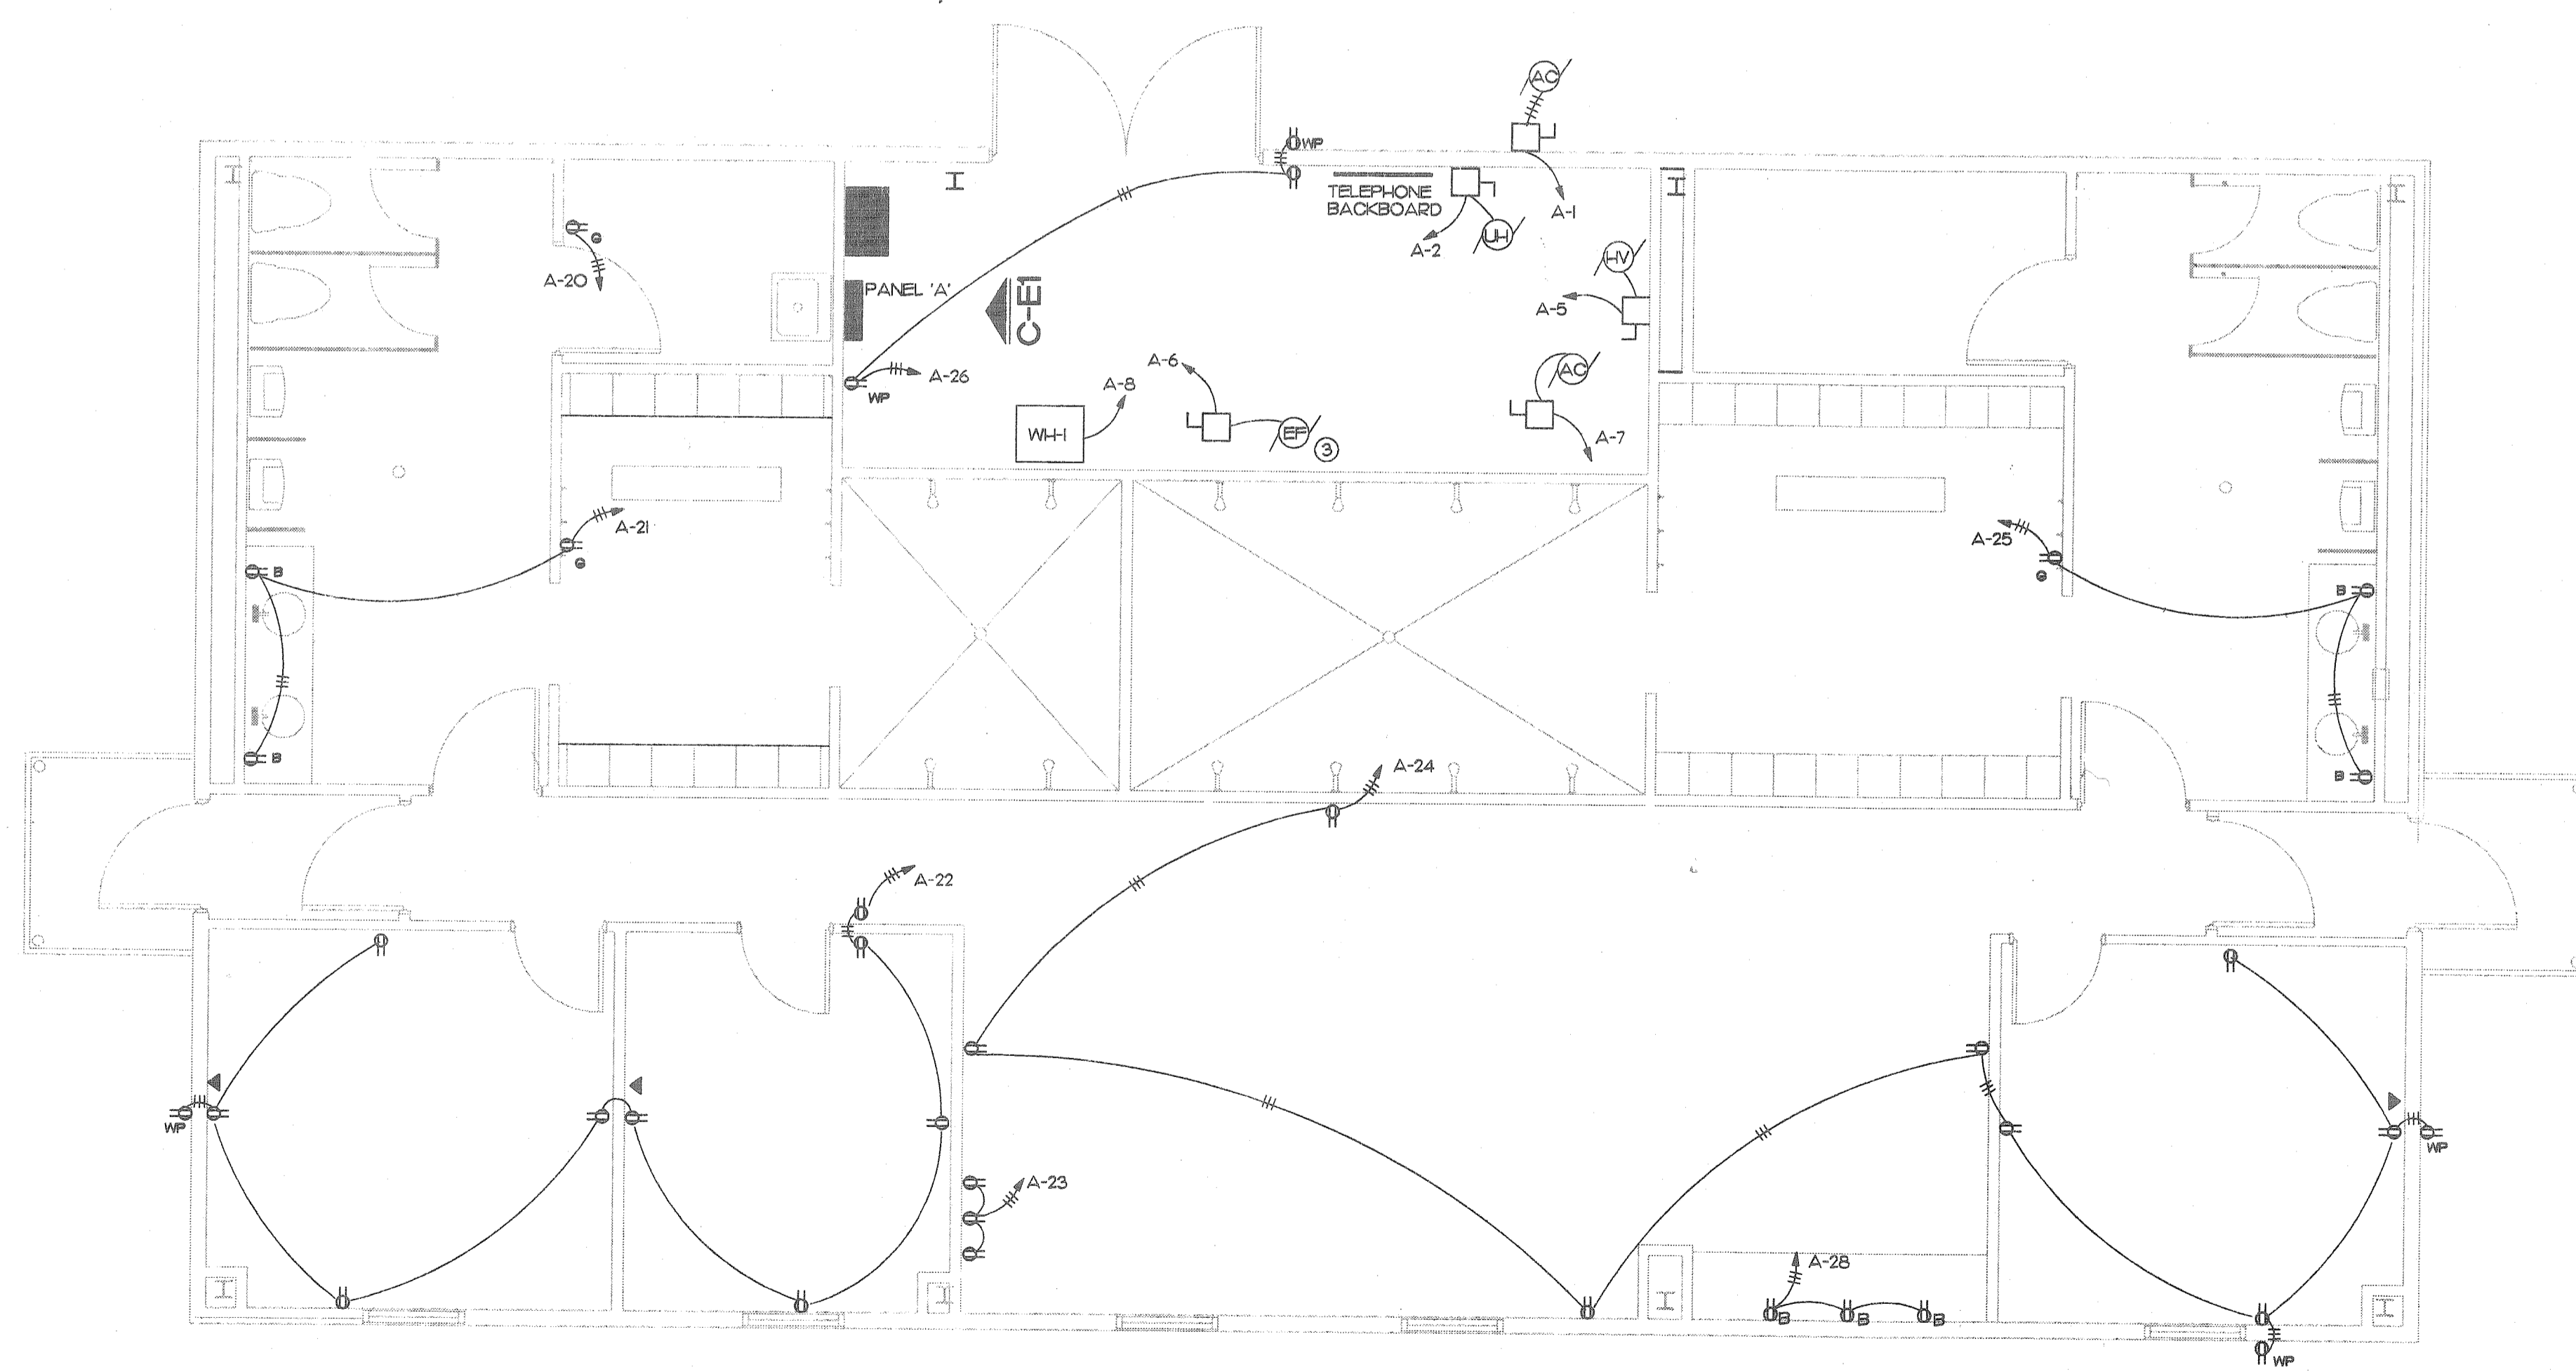 AC
WP
TELEPHONE
BACKBOARD
A-1
A-2
UH
G
A-20
HV
PANEL 'A'
C-E1
A-5
A-6
AC
A-26
A-8
WP
WH-1
EF
3
A-7
A-21
A-25
G
G
B
B
B
B
A-24
A-22
WP
WP
A-23
A-28
B
B
B
WP